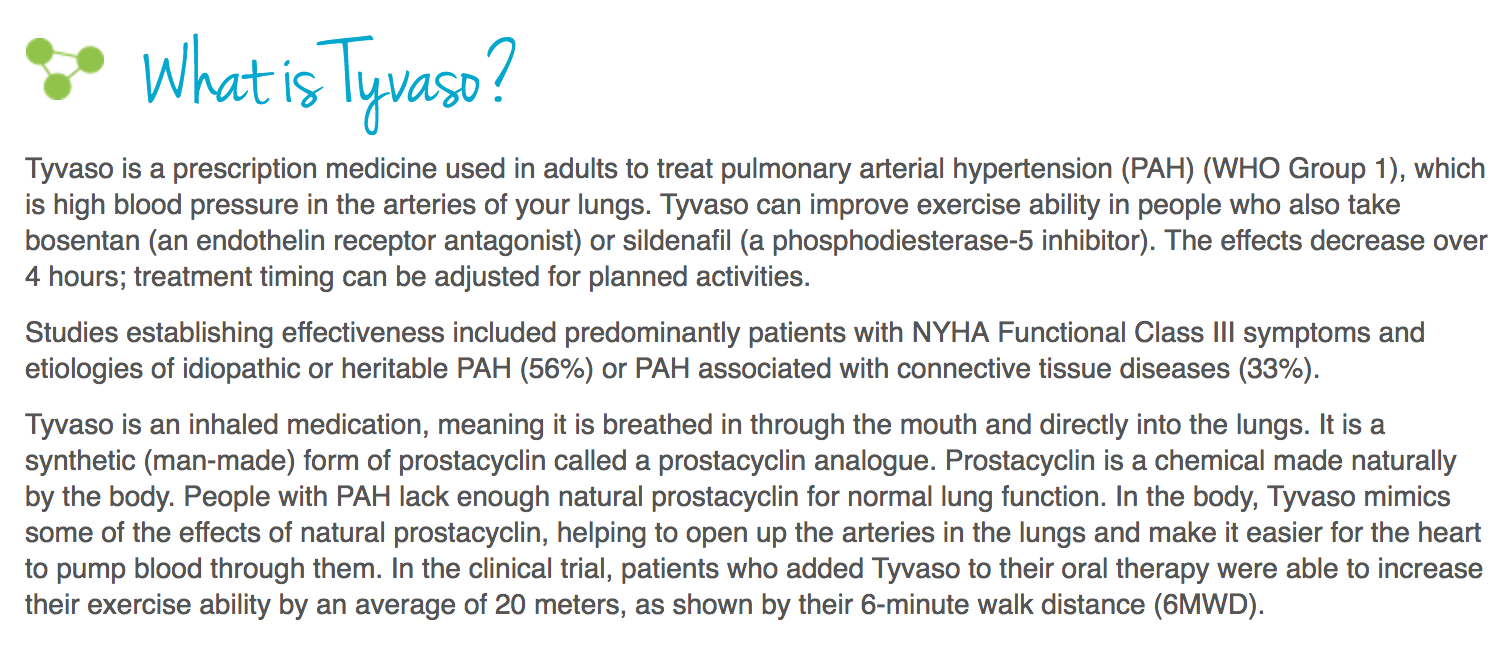 What is Tyvaso?
Tyvaso is a prescription medicine used in adults to treat pulmonary arterial hypertension (PAH) (WHO Group 1), which
is high blood pressure in the arteries of your lungs. Tyvaso can improve exercise ability in people who also take
bosentan (an endothelin receptor antagonist) or sildenafil (a phosphodiesterase-5 inhibitor). The effects decrease over
4 hours; treatment timing can be adjusted for planned activities.
Studies establishing effectiveness included predominantly patients with NYHA Functional Class III symptoms and
etiologies of idiopathic or heritable PAH (56%) or PAH associated with connective tissue diseases (33%).
Tyvaso is an inhaled medication, meaning it is breathed in through the mouth and directly into the lungs. It is a
synthetic (man-made) form of prostacyclin called a prostacyclin analogue. Prostacyclin is a chemical made naturally
by the body. People with PAH lack enough natural prostacyclin for normal lung function. In the body, Tyvaso mimics
some of the effects of natural prostacyclin, helping to open up the arteries in the lungs and make it easier for the heart
to pump blood through them. In the clinical trial, patients who added Tyvaso to their oral therapy were able to increase
their exercise ability by an average of 20 meters, as shown by their 6-minute walk distance (6MWD).